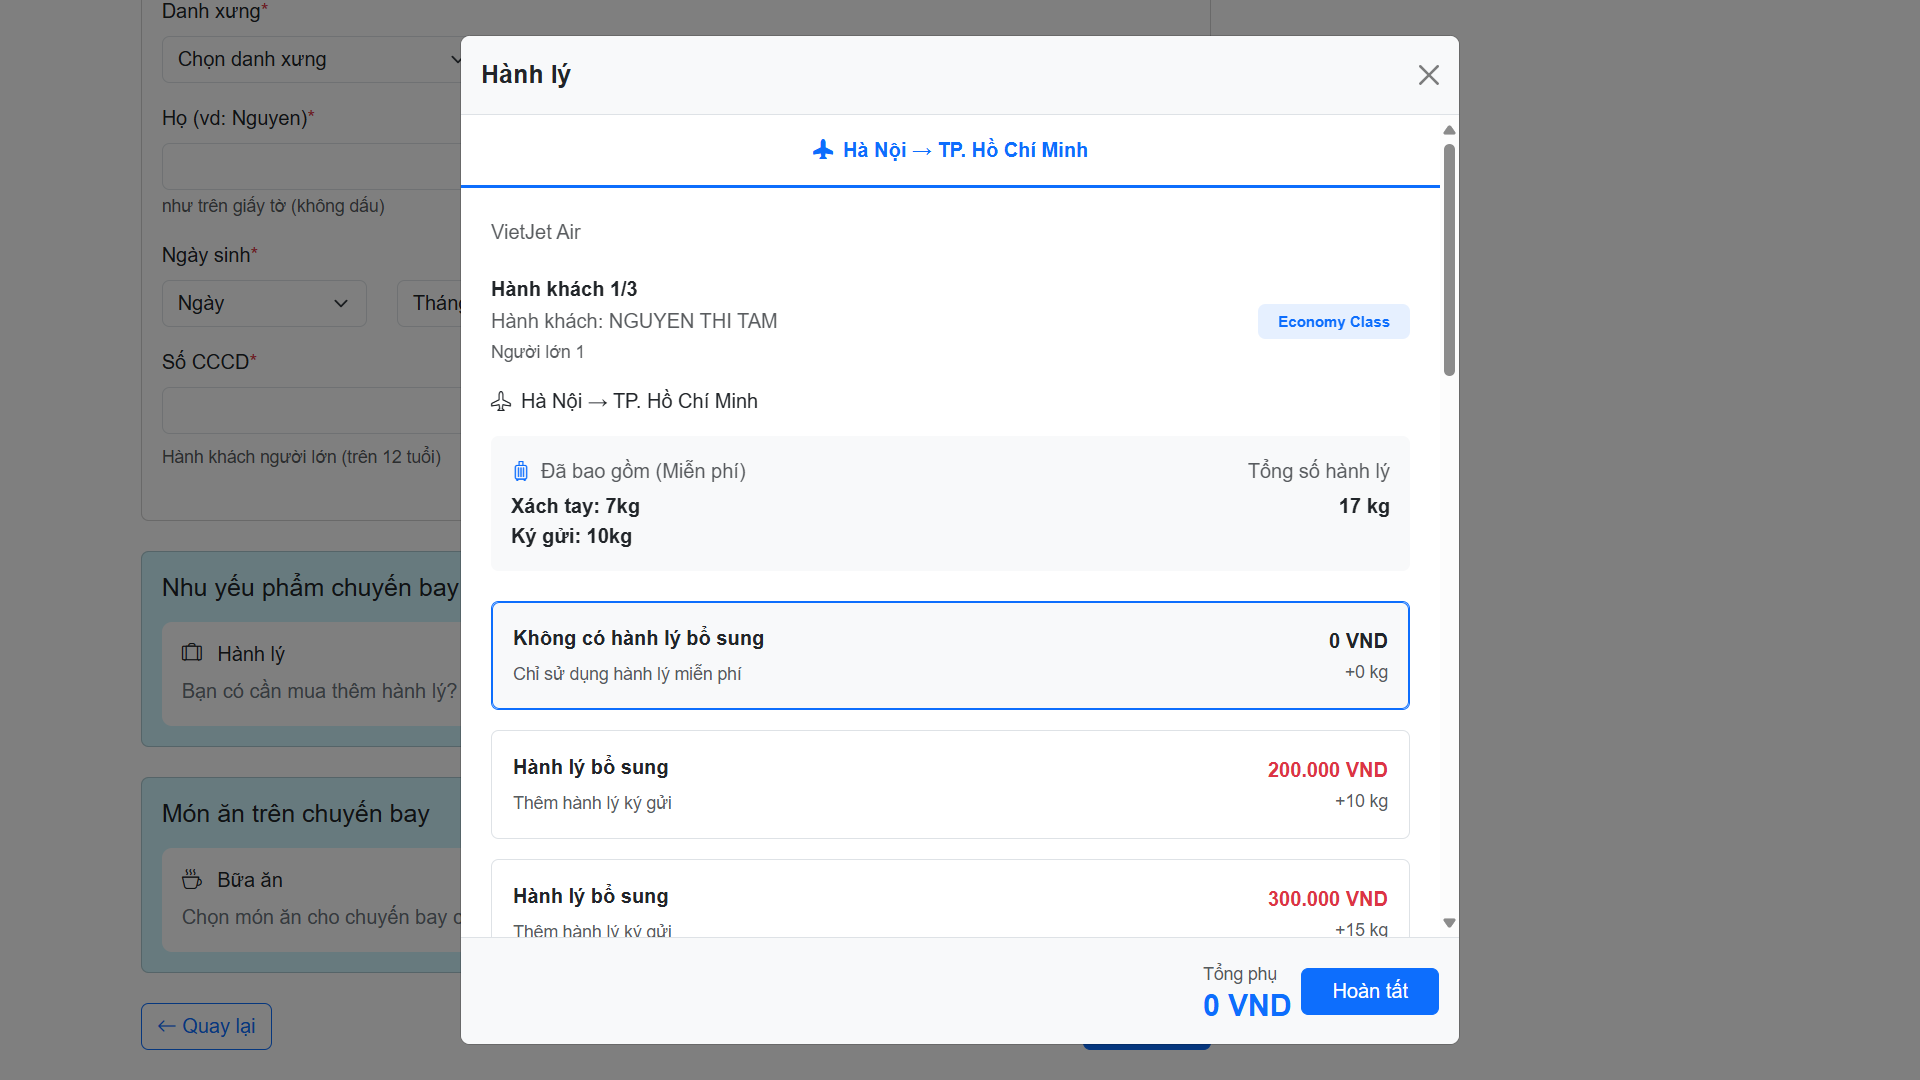 Danh xưng*
Chọn danh xưng
Họ (vd: Nguyen)*
như trên giấy tờ (không dấu)
Ngày sinh*
Ngày
Thán
Số CCCD*
Hành khách người lớn (trên 12 tuổi)
Nhu yếu phẩm chuyến bay
Hành lý
Bạn có cần mua thêm hành lý?
Món ăn trên chuyến bay
Bữa ăn
Chọn món ăn cho chuyến bay c
← Quay lại
Hành lý
Hà Nội → TP. Hồ Chí Minh
VietJet Air
Hành khách 1/3
Hành khách: NGUYEN THI TAM
Người lớn 1
Economy Class
Hà Nội → TP. Hồ Chí Minh
Đã bao gồm (Miễn phí)
Tổng số hành lý
Xách tay: 7kg
17 kg
Ký gửi: 10kg
Không có hành lý bổ sung
0 VND
Chỉ sử dụng hành lý miễn phí
+0 kg
Hành lý bổ sung
200.000 VND
Thêm hành lý ký gửi
+10 kg
Hành lý bổ sung
300.000 VND
Thêm hành lý ký gửi
+15 kg
Tổng phụ
0 VND
Hoàn tất